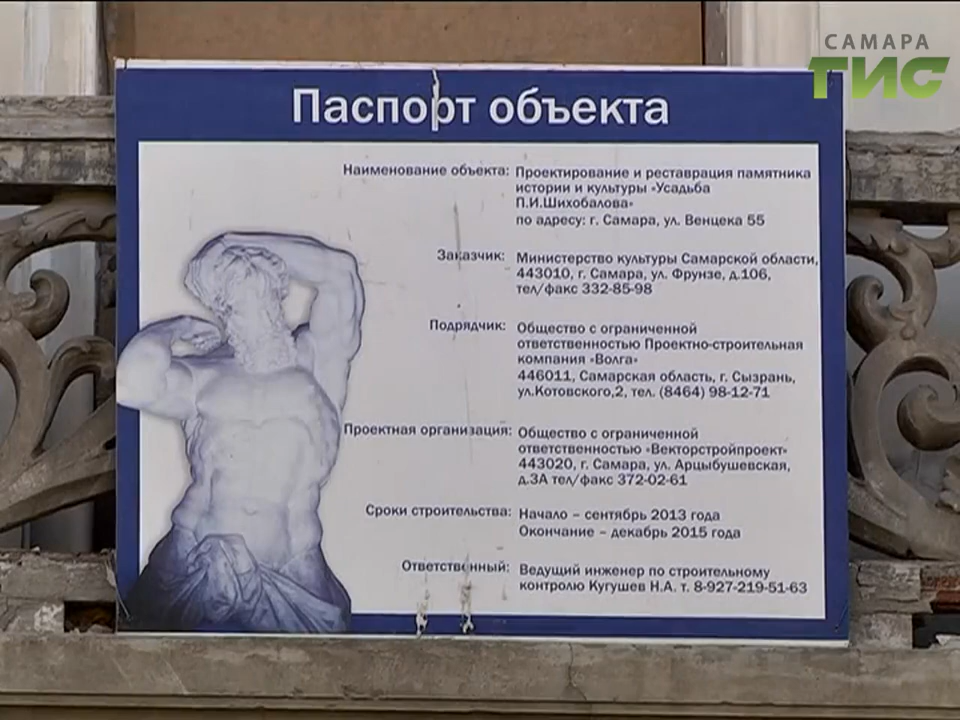 САМАРА
ТИС
Паспорт объекта
Наименование объекта: Проектирование и реставрация памятника
истории и культуры «Усадьба
П.И.Шихобалова»
по адресу: г. Самара, ул. Венцека 55
Заказчик: Министерство культуры Самарской области,
443010, г. Самара, ул. Фрунзе, д.106,
тел/факс 332-85-98
Подрядчик: Общество с ограниченной
ответственностью Проектно-строительная
компания «Волга»
446011, Самарская область, г. Сызрань,
ул.Котовского,2, тел. (8464) 98-12-71
Проектная организация: Общество с ограниченной
ответственностью «Векторстройпроект»
443020, г. Самара, ул. Арцыбушевская,
д.3А тел/факс 372-02-61
Сроки строительства: Начало – сентябрь 2013 года
Окончание – декабрь 2015 года
Ответственный: Ведущий инженер по строительному
контролю Кугушев Н.А. т. 8-927-219-51-63